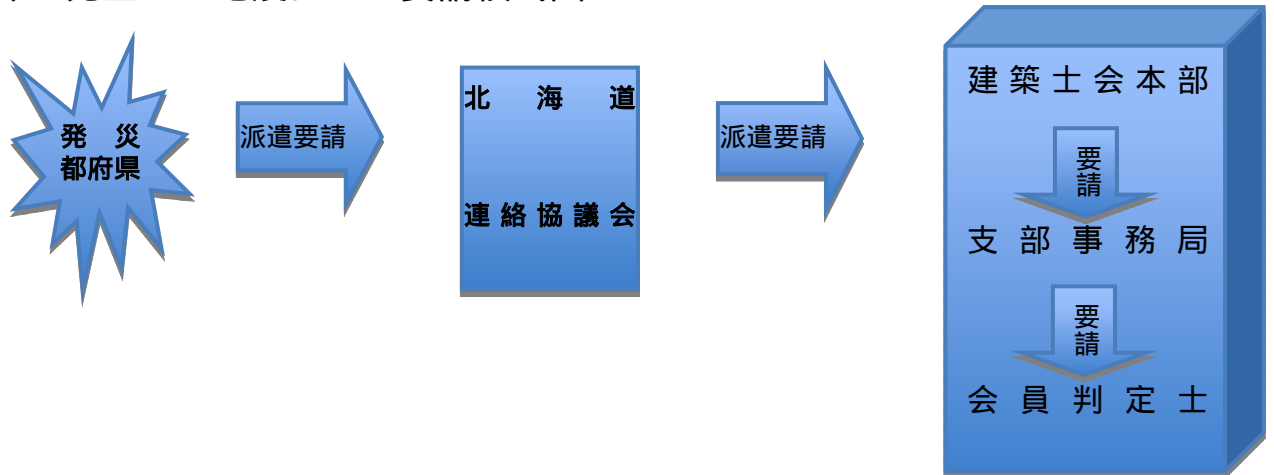 発 災
都府県
派遣要請
北 海 道
連 絡 協 議 会
派遣要請
建 築 士 会 本 部
要請
支 部 事 務 局
要請
会 員 判 定 士